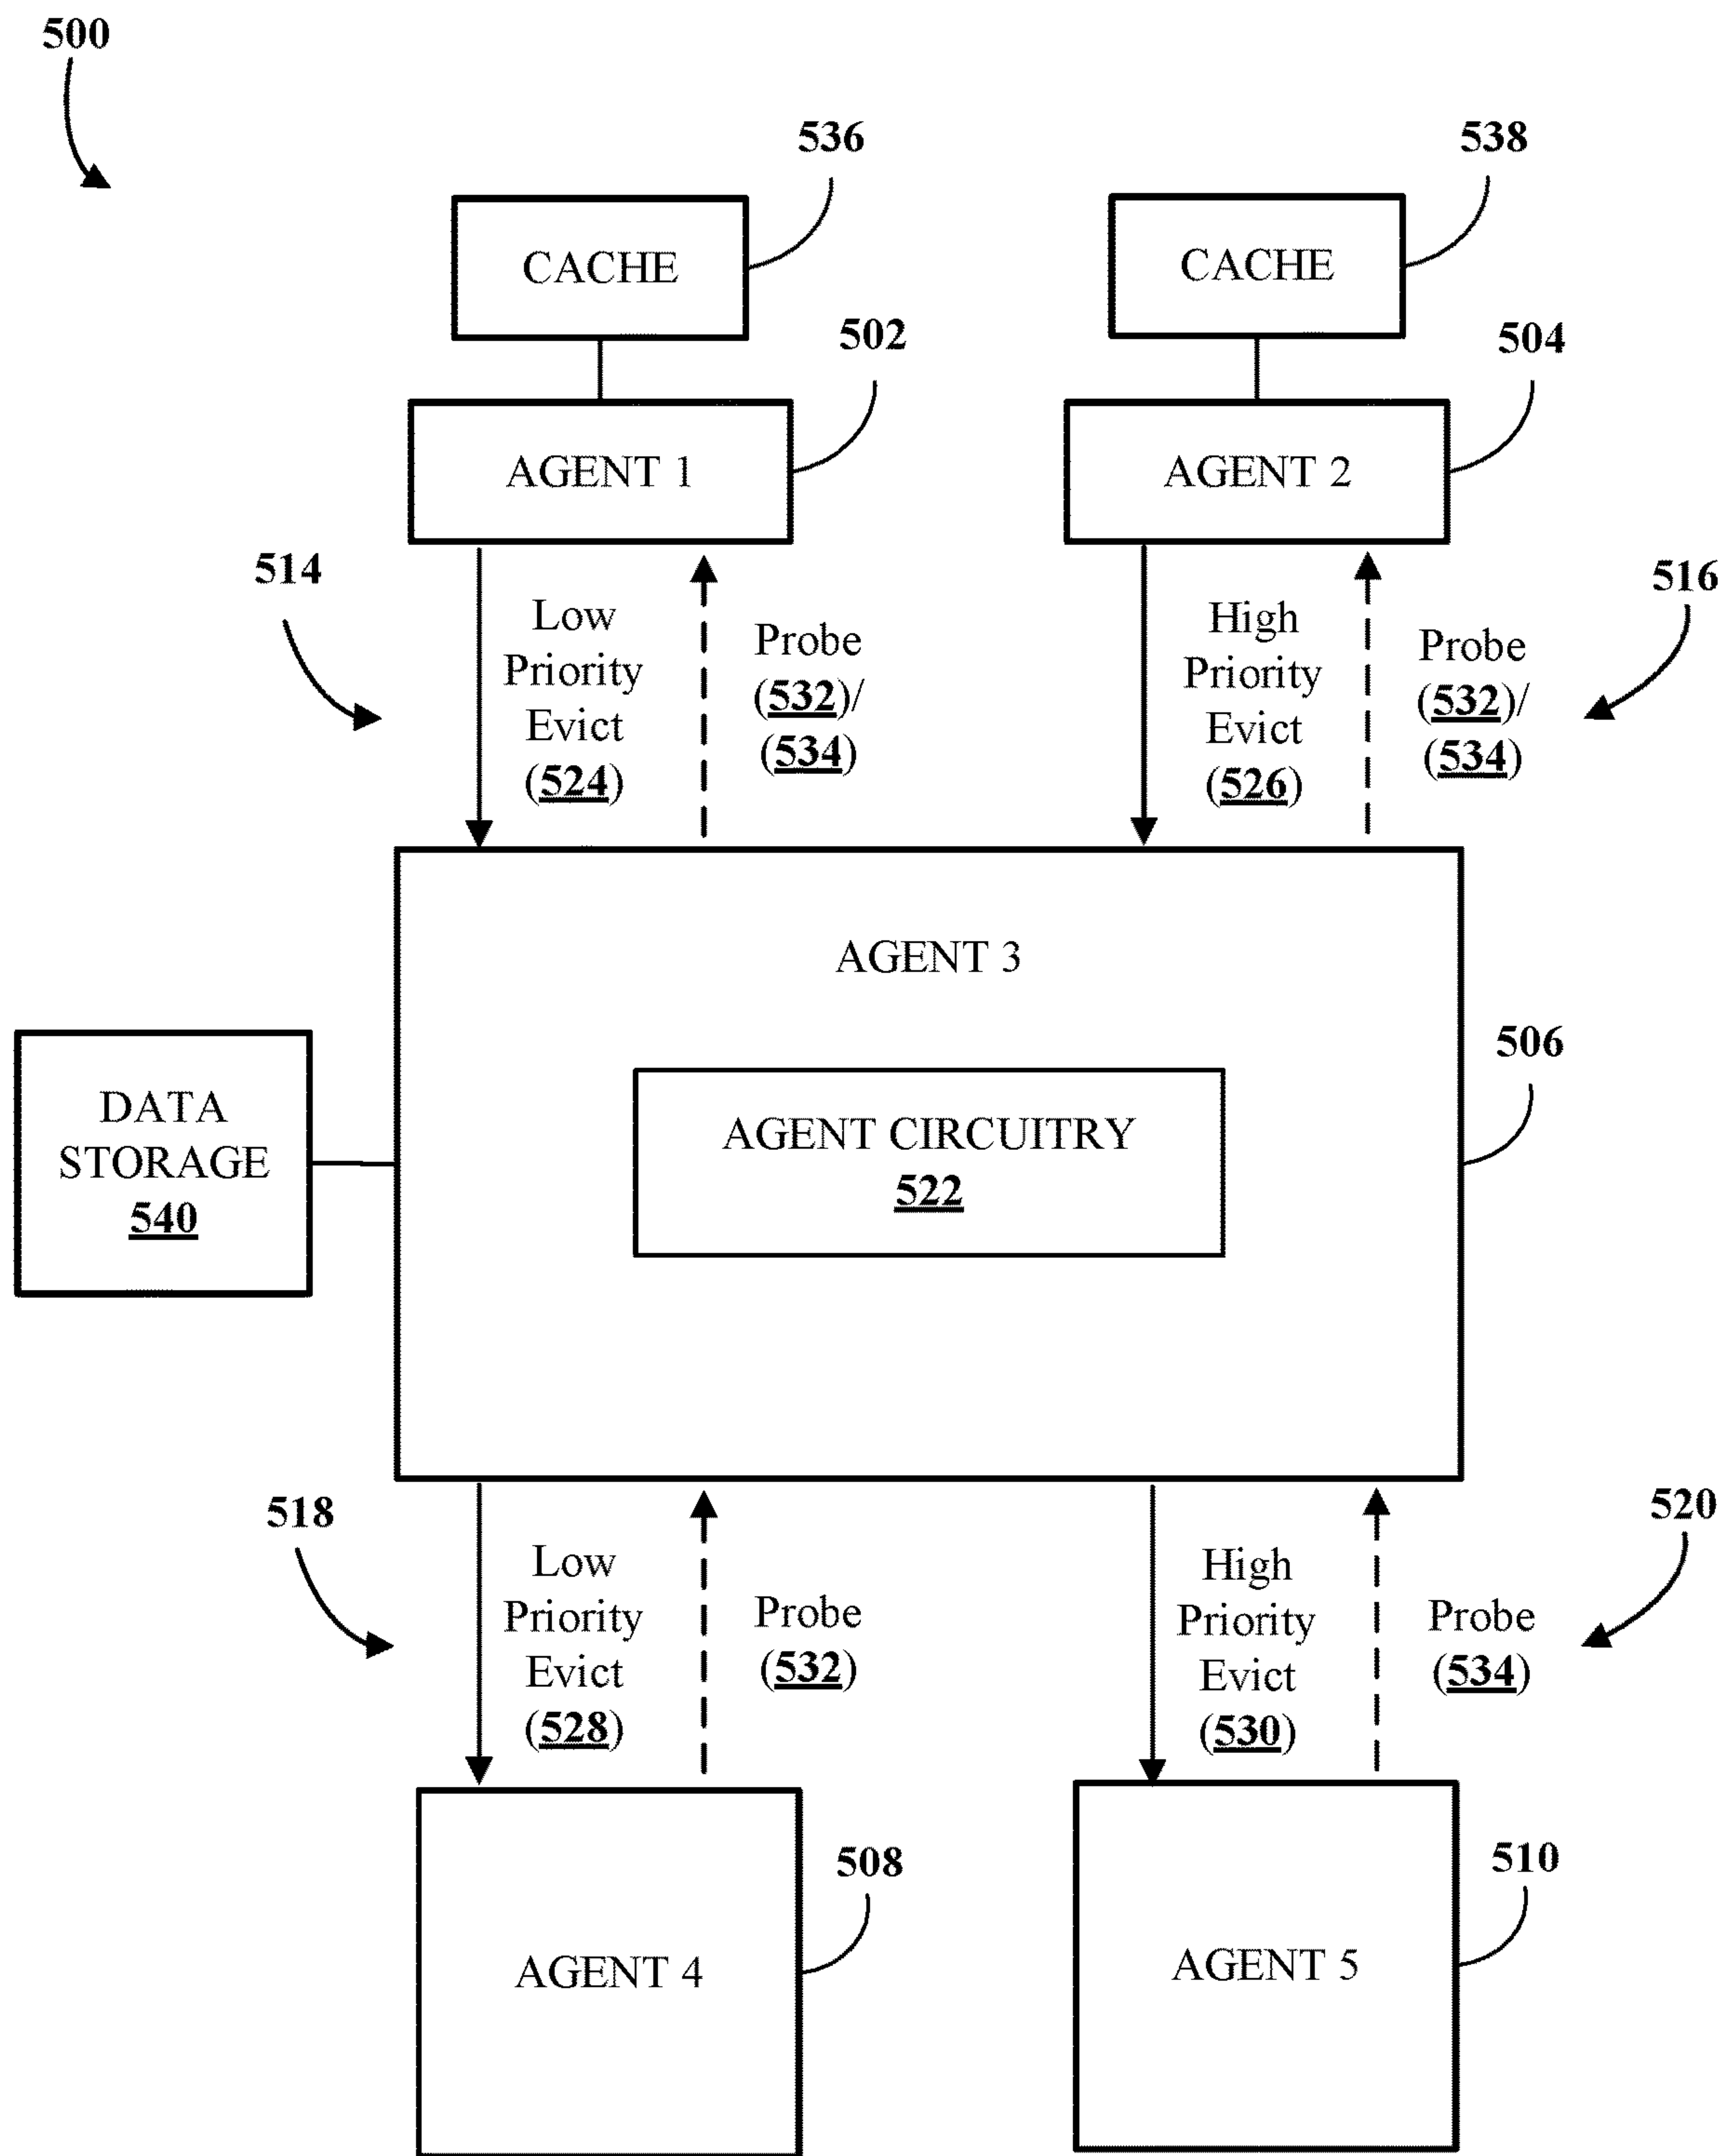 500
536
538
CACHE
CACHE
502
504
AGENT 1
AGENT 2
514
Low
Priority
Evict
(524)
Probe
(532)/
(534)
High
Priority
Evict
(526)
Probe
(532)/
(534)
516
AGENT 3
506
DATA
STORAGE
540
AGENT CIRCUITRY
522
518
Low
Priority
Evict
(528)
Probe
(532)
High
Priority
Evict
(530)
Probe
(534)
520
508
510
AGENT 4
AGENT 5